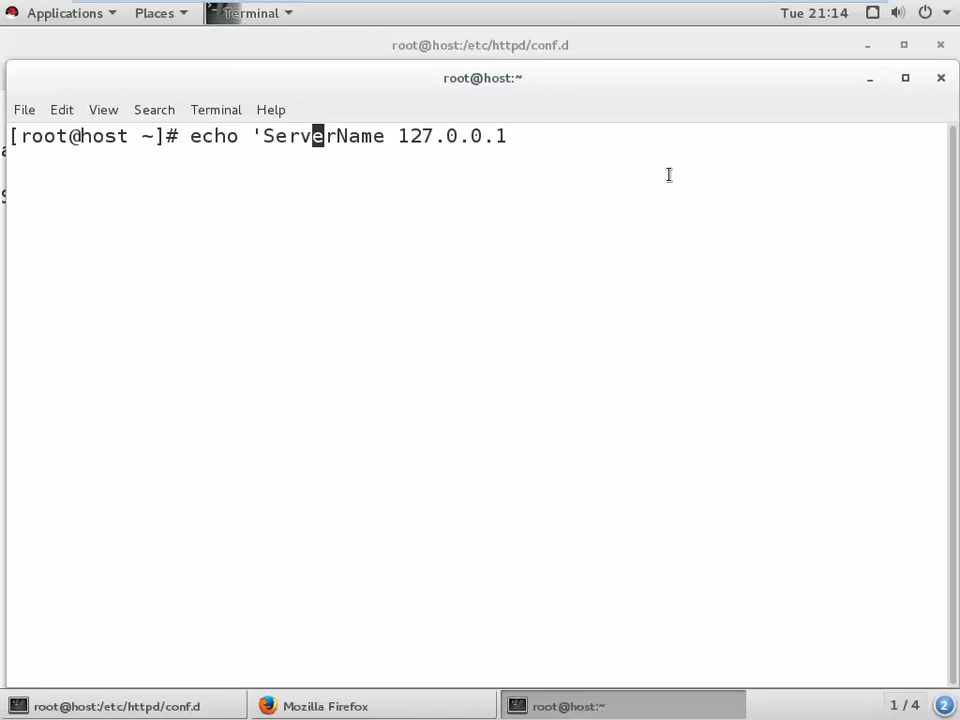 Applications Places Terminal Tue 21:14
root@host:/etc/httpd/conf.d
root@host:~
File Edit View Search Terminal Help
[root@host ~]# echo 'ServerName 127.0.0.1
root@host:/etc/httpd/conf.d Mozilla Firefox root@host:~ 1 / 4 2